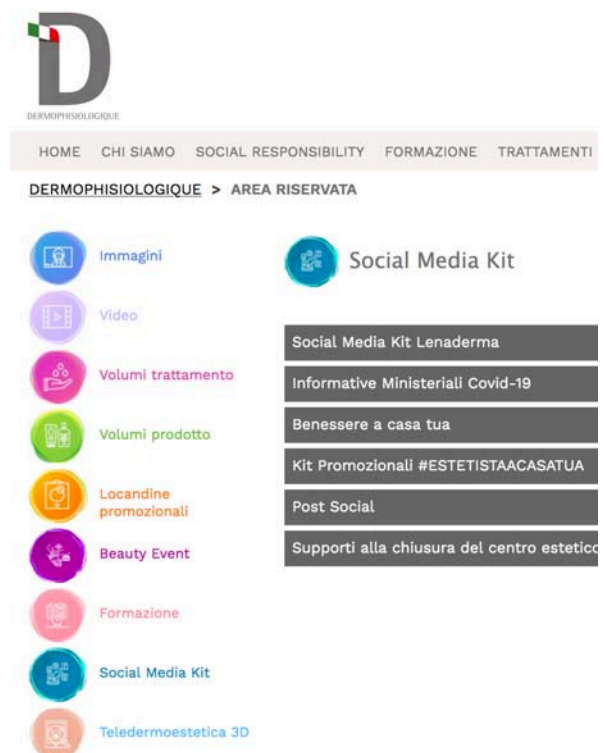 D
DERMOPHISIOLOGIQUE
HOME CHI SIAMO SOCIAL RESPONSIBILITY FORMAZIONE TRATTAMENTI
DERMOPHISIOLOGIQUE > AREA RISERVATA
Immagini
Video
Volumi trattamento
Volumi prodotto
Locandine
promozionali
Beauty Event
Formazione
Social Media Kit
Teledermoestetica 3D
Social Media Kit
Social Media Kit Lenaderma
Informative Ministeriali Covid-19
Benessere a casa tua
Kit Promozionali #ESTETISTAACASATUA
Post Social
Supporti alla chiusura del centro estetico